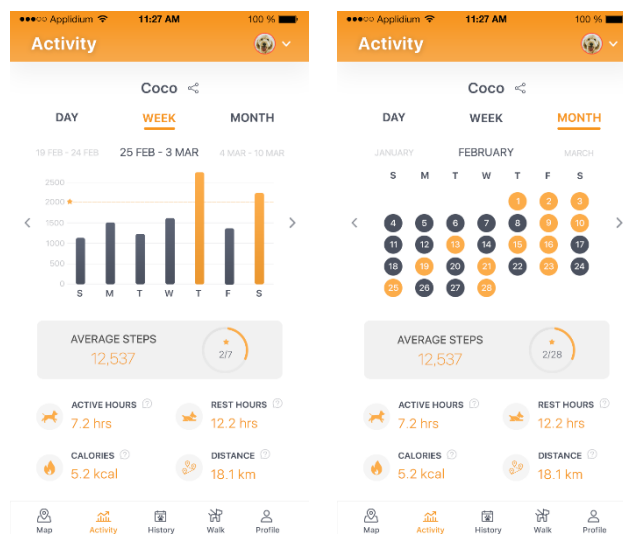 ●●●○○ Applidium 11:27 AM 100 %
Activity
Coco
DAY WEEK MONTH
19 FEB - 24 FEB 25 FEB - 3 MAR 4 MAR - 10 MAR
2500
2000
1500
1000
500
0
S M T W T F S
AVERAGE STEPS
12,537
2/7
ACTIVE HOURS ?
7.2 hrs
REST HOURS ?
12.2 hrs
CALORIES ?
5.2 kcal
DISTANCE ?
18.1 km
Map Activity History Walk Profile
●●●○○ Applidium 11:27 AM 100 %
Activity
Coco
DAY WEEK MONTH
JANUARY FEBRUARY MARCH
S M T W T F S
1 2 3
4 5 6 7 8 9 10
11 12 13 14 15 16 17
18 19 20 21 22 23 24
25 26 27 28
AVERAGE STEPS
12,537
2/28
ACTIVE HOURS ?
7.2 hrs
REST HOURS ?
12.2 hrs
CALORIES ?
5.2 kcal
DISTANCE ?
18.1 km
Map Activity History Walk Profile